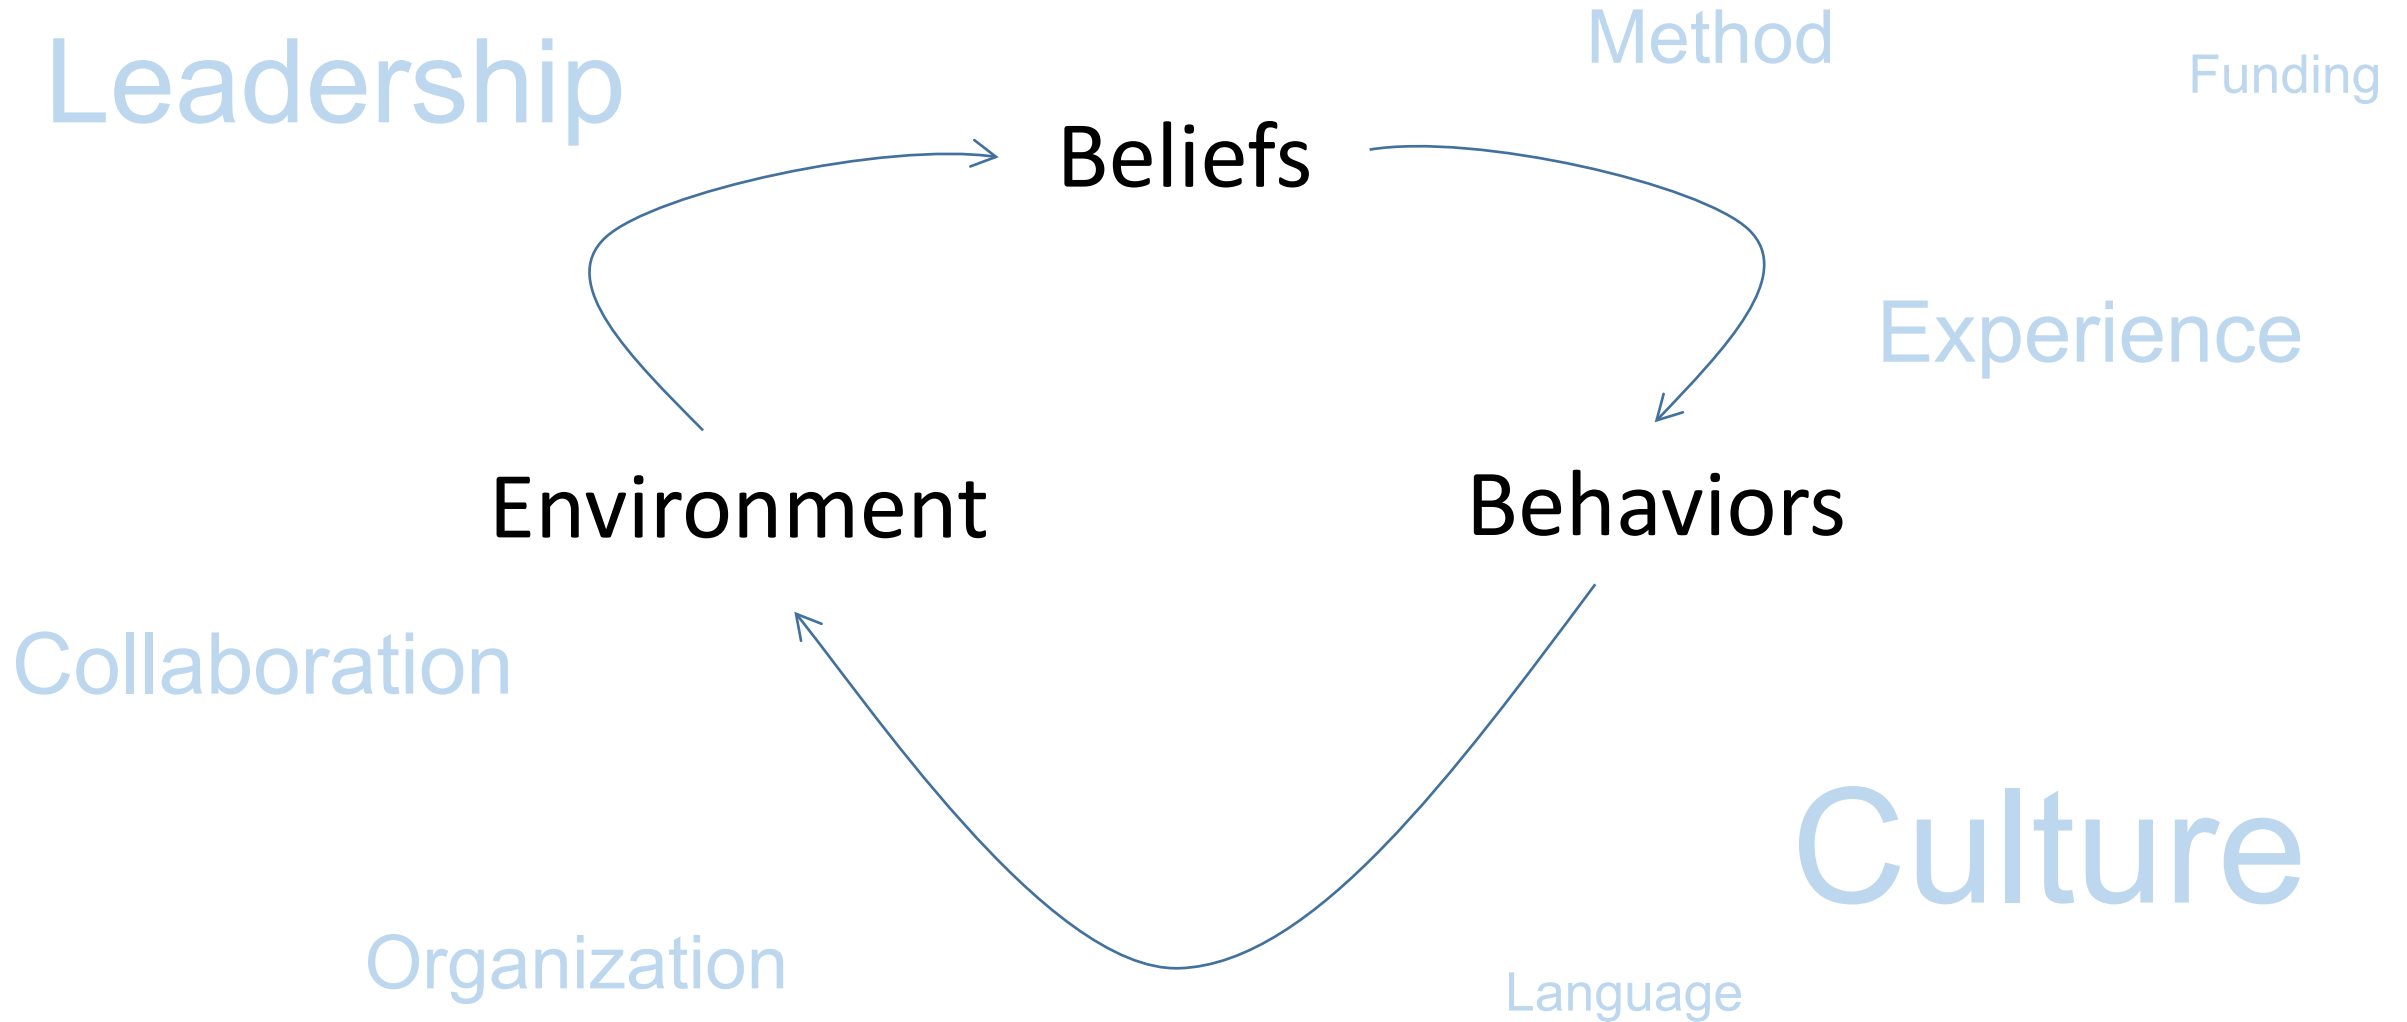 Leadership
Method
Funding
Beliefs
Experience
Environment
Behaviors
Collaboration
Culture
Organization
Language